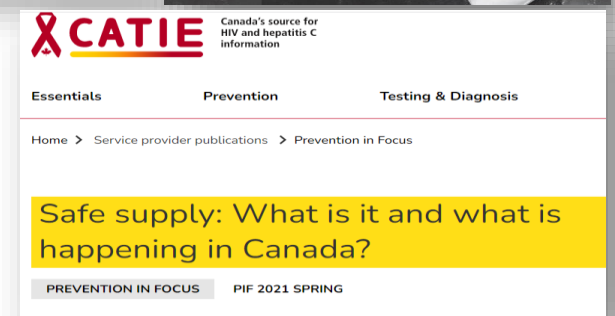 CATIE
Canada's source for
HIV and hepatitis C
information
Essentials Prevention Testing & Diagnosis
Home > Service provider publications > Prevention in Focus
Safe supply: What is it and what is
happening in Canada?
PREVENTION IN FOCUS PIF 2021 SPRING